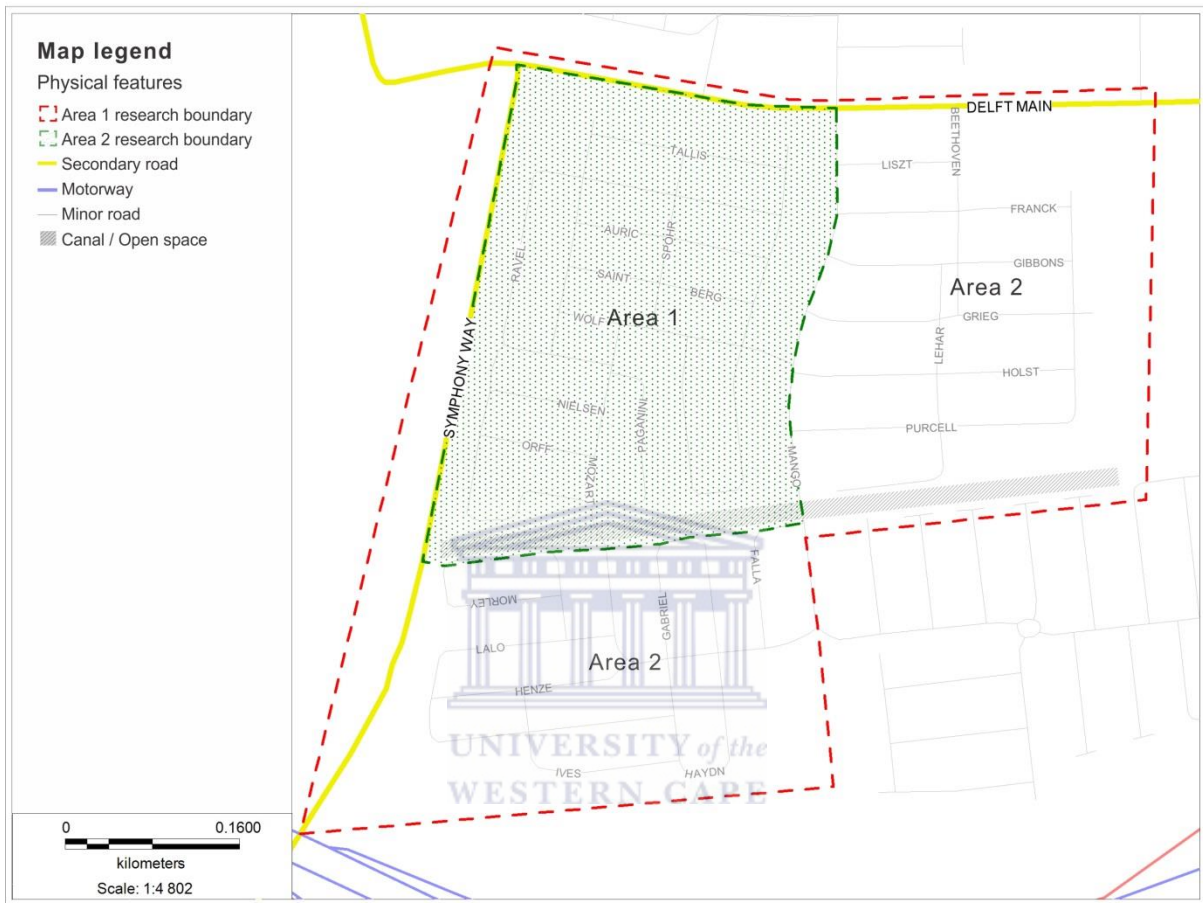 Map legend
Physical features
Area 1 research boundary
Area 2 research boundary
Secondary road
Motorway
Minor road
Canal / Open space
0 0.1600
kilometers
Scale: 1:4 802
DELFT MAIN
BEETHOVEN
TALLIS
LISZT
FRANCK
AURIC
SPOHR
RAVEL
GIBBONS
SAINT
BERG
Area 2
WOLF
Area 1
GRIEG
SYMPHONY WAY
LEHAR
HOLST
NIELSEN
PAGANINI
PURCELL
ORFF
MOZART
MANGO
FALLA
MORLEY
GABRIEL
LALO
Area 2
HENZE
UNIVERSITY of the
IVES
HAYDN
WESTERN CAPE